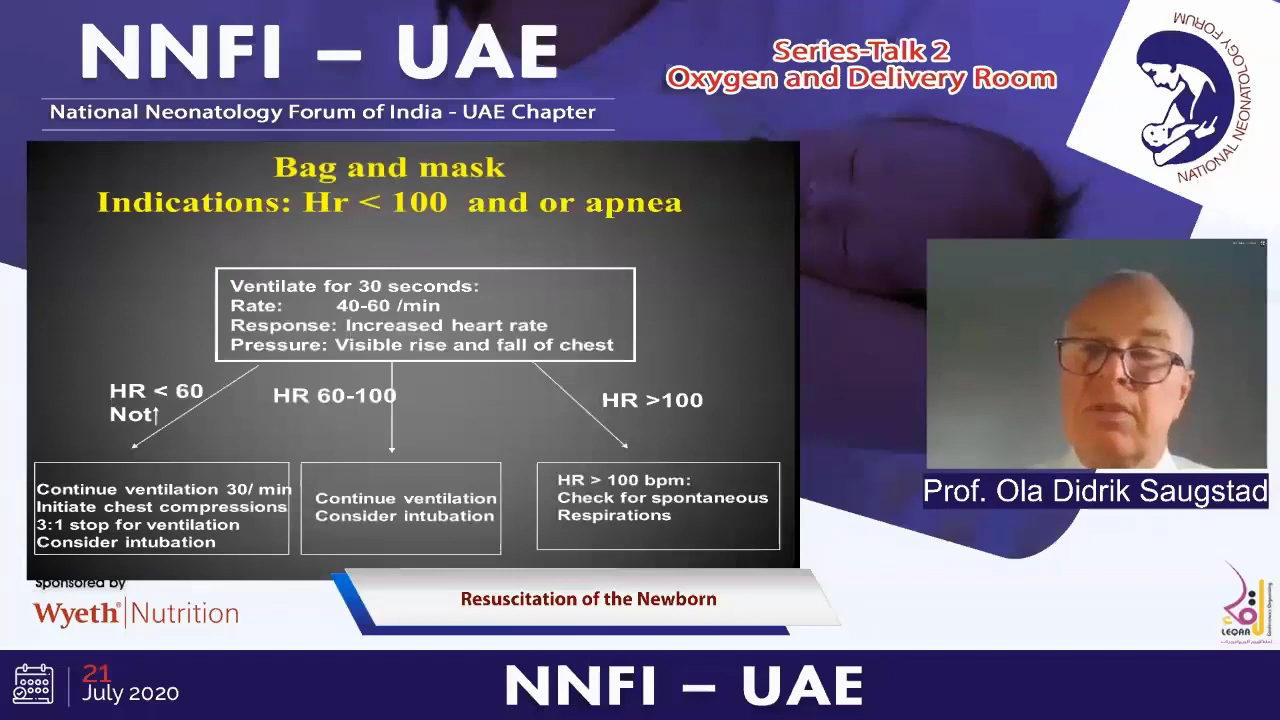 NNFI – UAE
National Neonatology Forum of India - UAE Chapter
Series-Talk 2
Oxygen and Delivery Room
NATIONAL NEONATOLOGY FORUM
Bag and mask
Indications: Hr < 100 and or apnea
Ventilate for 30 seconds:
Rate: 40-60 /min
Response: Increased heart rate
Pressure: Visible rise and fall of chest
HR < 60
Not↑
HR 60-100
HR >100
Continue ventilation 30/ min
Initiate chest compressions
3:1 stop for ventilation
Consider intubation
Continue ventilation
Consider intubation
HR > 100 bpm:
Check for spontaneous
Respirations
Prof. Ola Didrik Saugstad
Sponsored by
Wyeth® Nutrition
Resuscitation of the Newborn
LEQAA
21
July 2020
NNFI – UAE